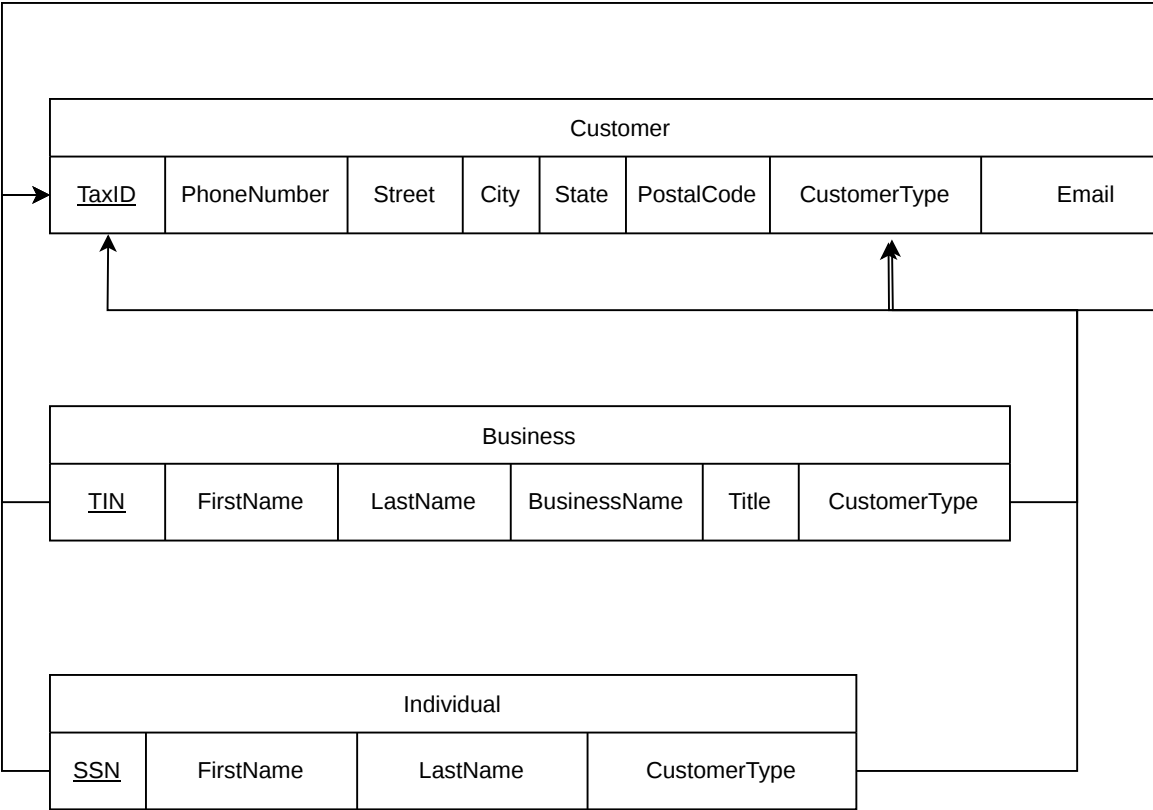 Customer
TaxID PhoneNumber Street City State PostalCode CustomerType Email
Business
TIN FirstName LastName BusinessName Title CustomerType
Individual
SSN FirstName LastName CustomerType